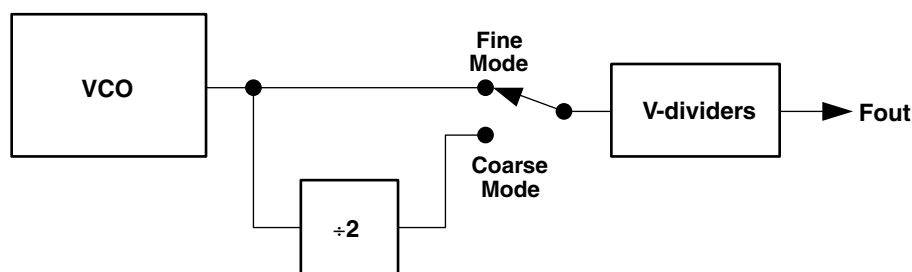 VCO
Fine
Mode
V-dividers
Fout
Coarse
Mode
÷2